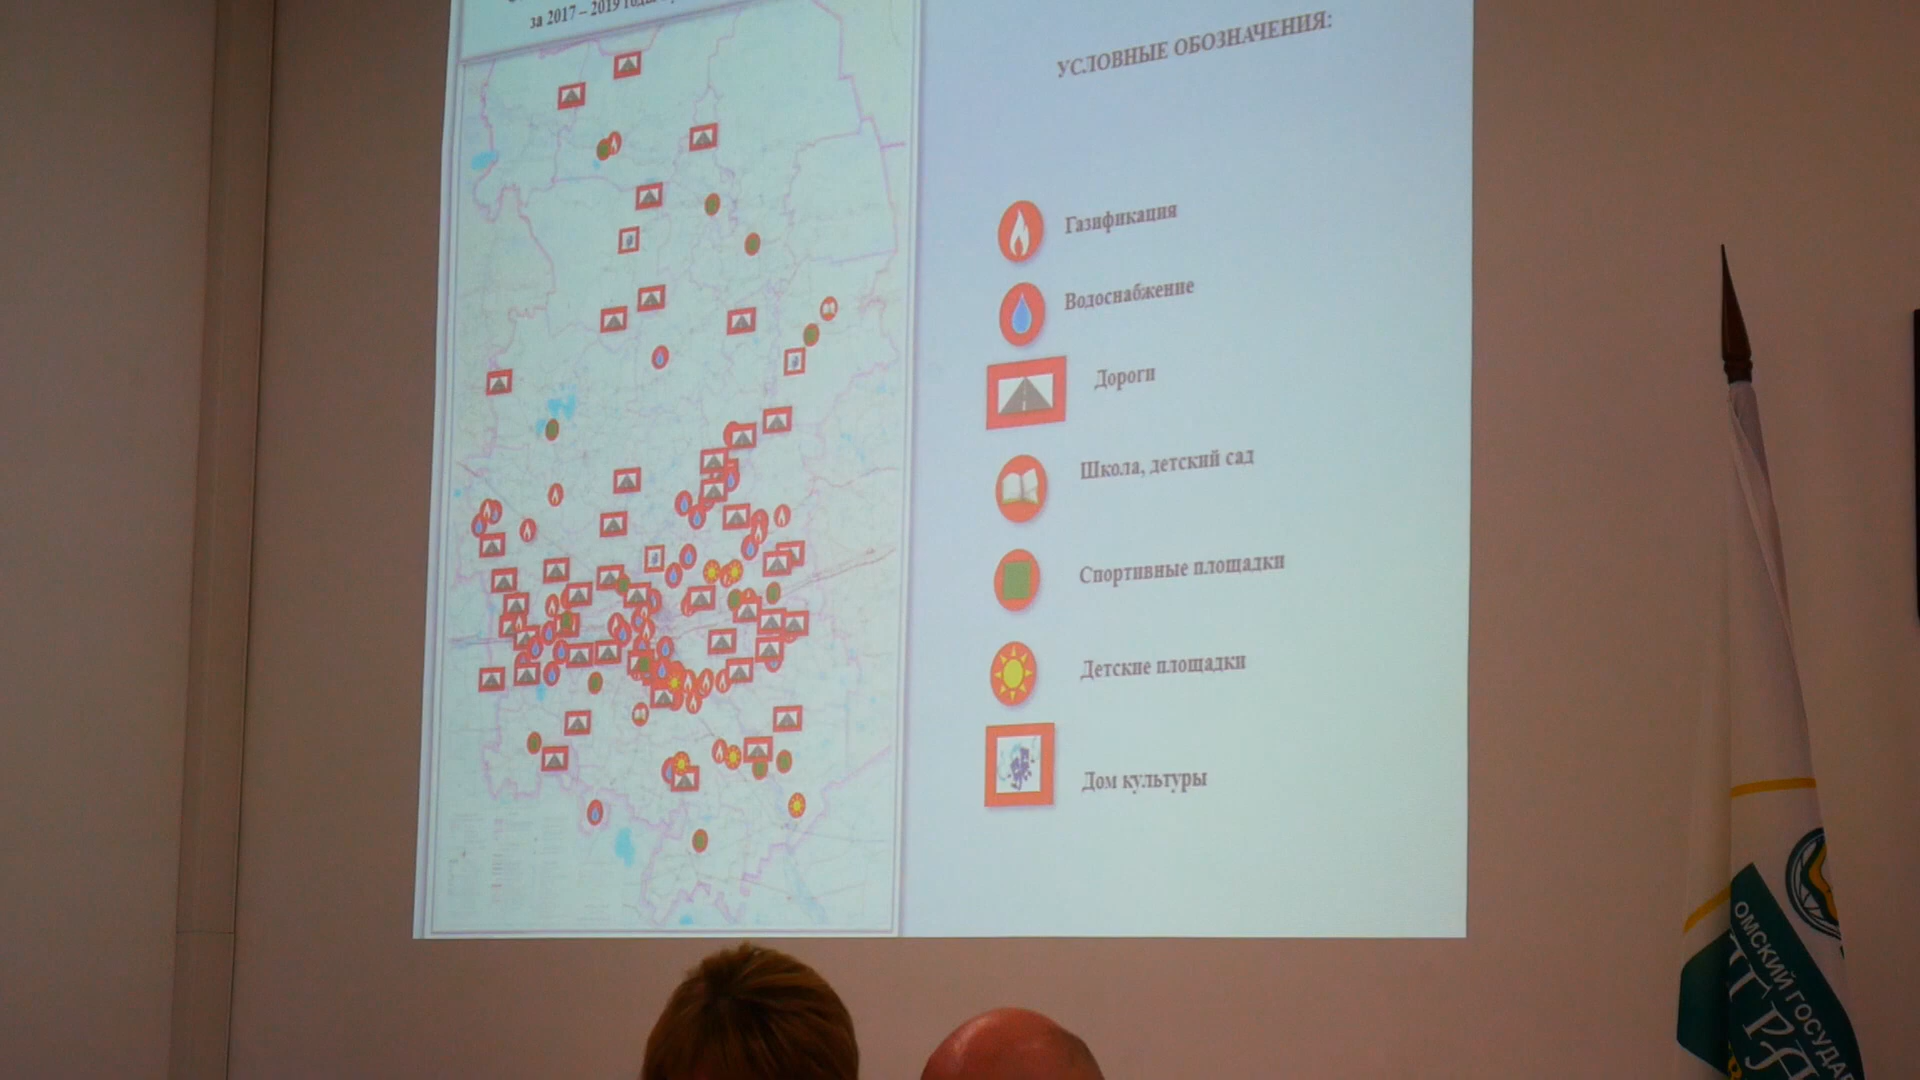 за 2017 – 2019 годы
УСЛОВНЫЕ ОБОЗНАЧЕНИЯ:
Газификация
Водоснабжение
Дороги
Школа, детский сад
Спортивные площадки
Детские площадки
Дом культуры
ОМСКИЙ ГОСУДАР